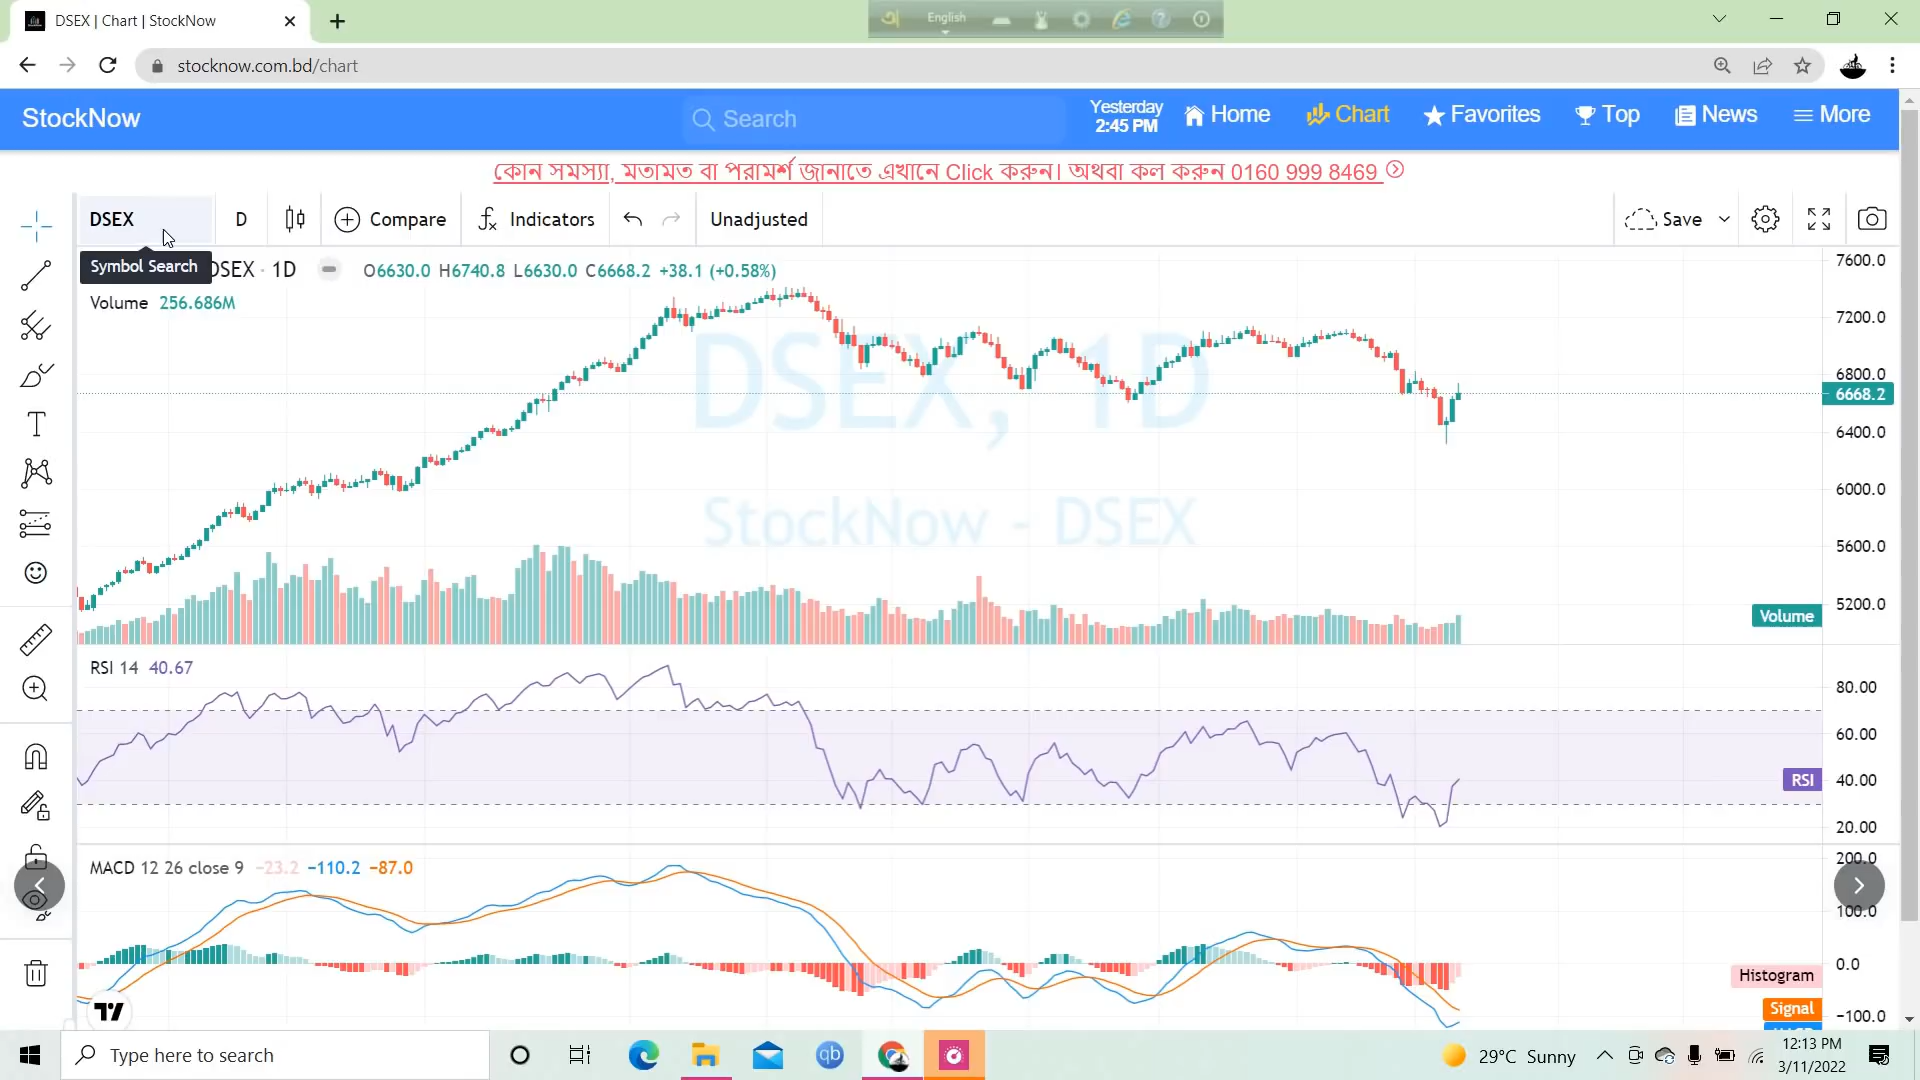 DSEX | Chart | StockNow
English
stocknow.com.bd/chart
StockNow
Search
Yesterday
2:45 PM
Home
Chart
Favorites
Top
News
More
কোন সমস্যা, মতামত বা পরামর্শ জানাতে এখানে Click করুন। অথবা কল করুন 0160 999 8469
DSEX
D
Compare
Indicators
Unadjusted
Save
Symbol Search
DSEX · 1D
O6630.0 H6740.8 L6630.0 C6668.2 +38.1 (+0.58%)
Volume 256.686M
DSEX, 1D
StockNow - DSEX
7600.0
7200.0
6800.0
6668.2
6400.0
6000.0
5600.0
5200.0
Volume
RSI 14 40.67
80.00
60.00
RSI
40.00
20.00
MACD 12 26 close 9 −23.2 −110.2 −87.0
200.0
100.0
0.0
Histogram
Signal
−100.0
Type here to search
qb
29°C Sunny
12:13 PM
3/11/2022